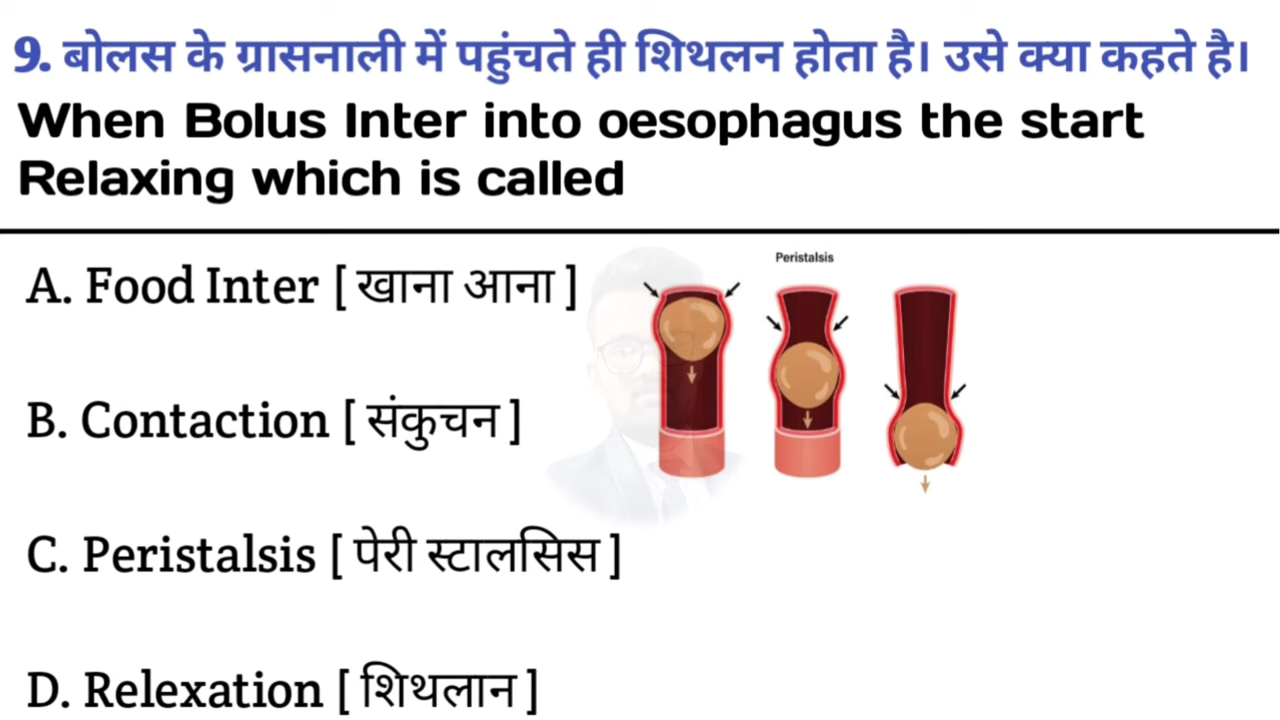 9. बोलस के ग्रासनाली में पहुंचते ही शिथलन होता है। उसे क्या कहते है।
When Bolus Inter into oesophagus the start
Relaxing which is called
Peristalsis
A. Food Inter [ खाना आना ]
B. Contaction [ संकुचन ]
C. Peristalsis [ पेरी स्टालसिस ]
D. Relexation [ शिथलान ]